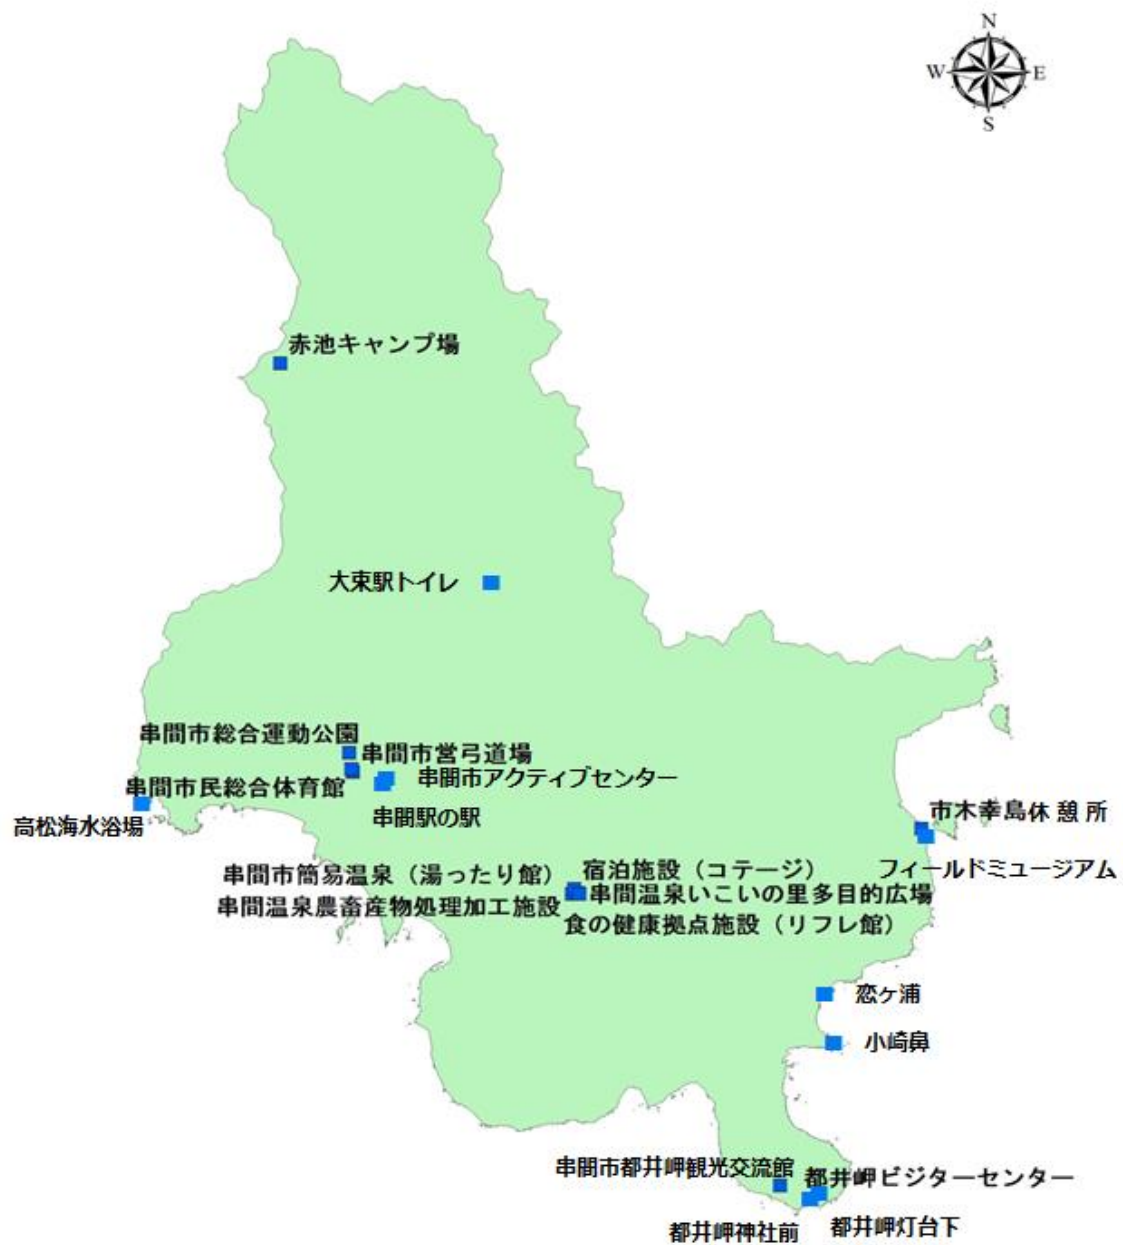 N
W E
S
赤池キャンプ場
大束駅トイレ
串間市総合運動公園
串間市営弓道場
串間市アクティブセンター
串間市民総合体育館
高松海水浴場
串間駅の駅
市木幸島休憩所
フィールドミュージアム
串間市簡易温泉（湯ったり館）
宿泊施設（コテージ）
串間温泉いこいの里多目的広場
串間温泉農畜産物処理加工施設
食の健康拠点施設（リフレ館）
恋ヶ浦
小崎鼻
串間市都井岬観光交流館
都井岬ビジターセンター
都井岬神社前
都井岬灯台下